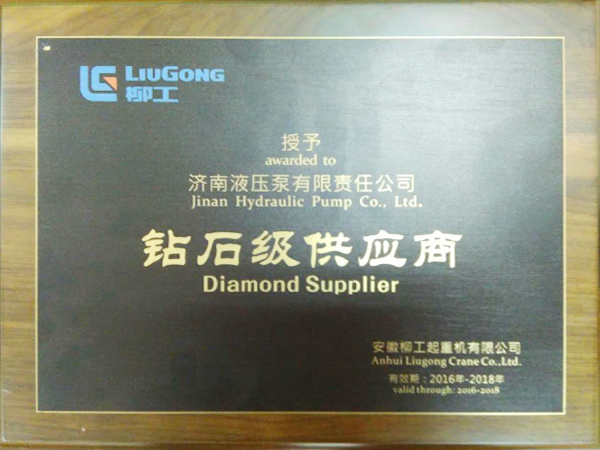 LIUGONG
柳工
授予
awarded to
济南液压泵有限责任公司
Jinan Hydraulic Pump Co., Ltd.
钻石级供应商
Diamond Supplier
安徽柳工起重机有限公司
Anhui Liugong Crane Co.,Ltd.
有效期：2016年-2018年
valid through: 2016-2018